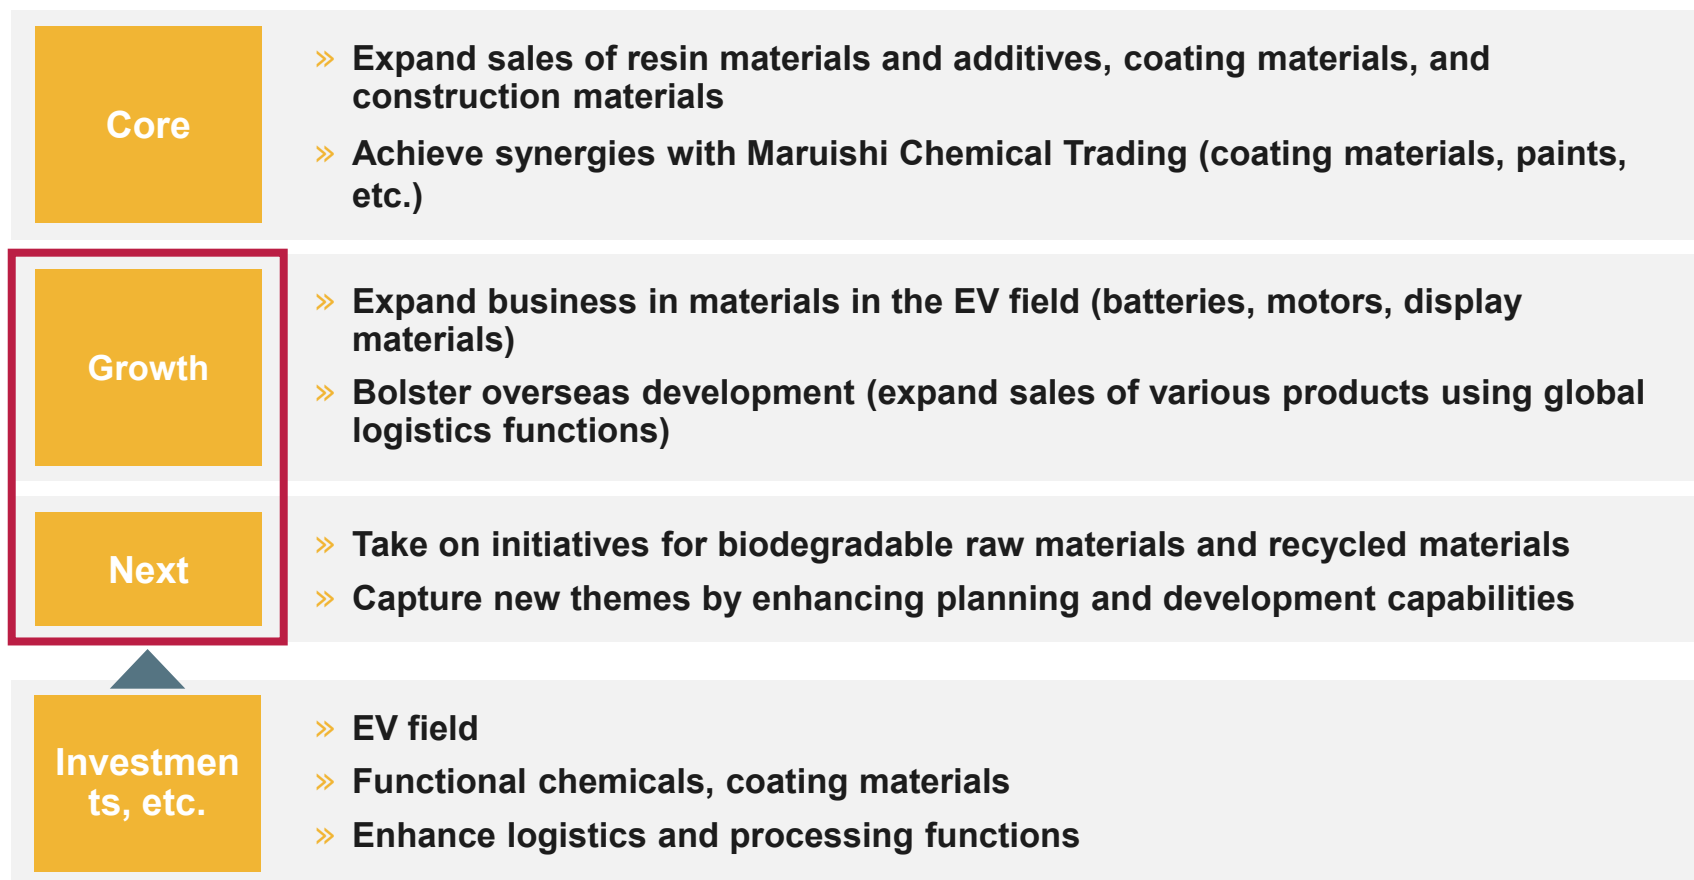 Core
» Expand sales of resin materials and additives, coating materials, and
construction materials
» Achieve synergies with Maruishi Chemical Trading (coating materials, paints,
etc.)
Growth
» Expand business in materials in the EV field (batteries, motors, display
materials)
» Bolster overseas development (expand sales of various products using global
logistics functions)
Next
» Take on initiatives for biodegradable raw materials and recycled materials
» Capture new themes by enhancing planning and development capabilities
Investmen
ts, etc.
» EV field
» Functional chemicals, coating materials
» Enhance logistics and processing functions